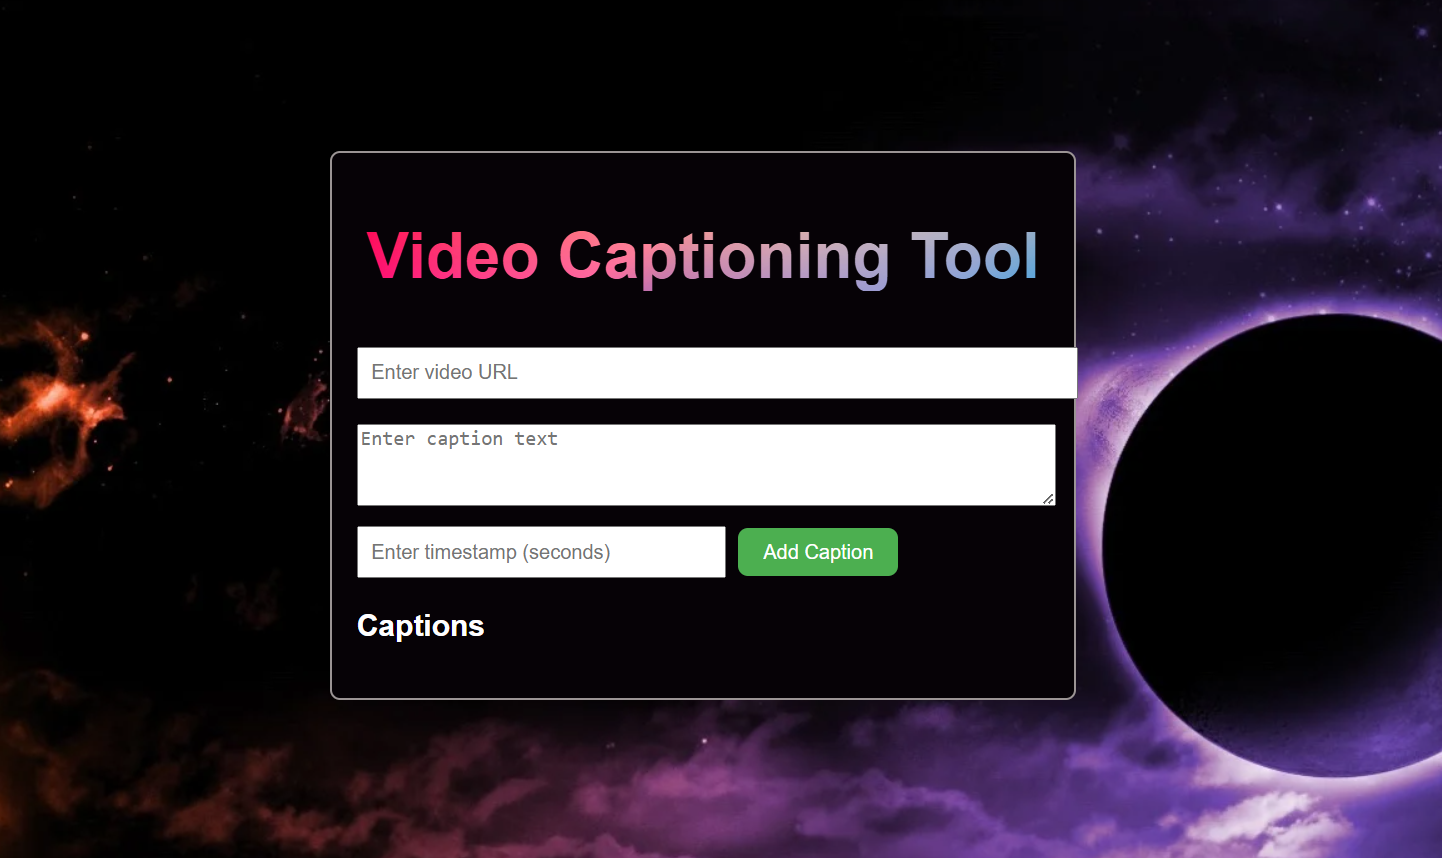 Video Captioning Tool
Enter video URL
Enter caption text
Enter timestamp (seconds)
Add Caption
Captions